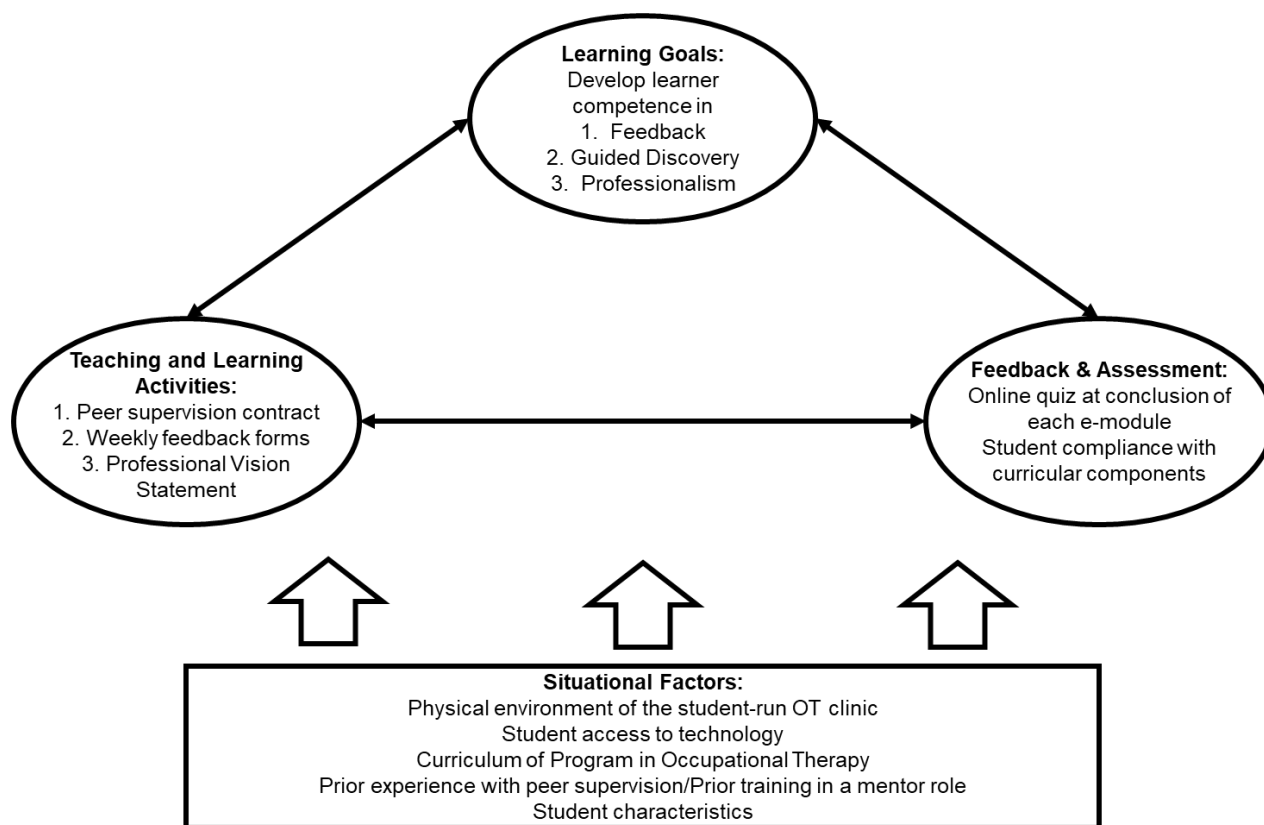 Learning Goals:
Develop learner
competence in
1. Feedback
2. Guided Discovery
3. Professionalism
Teaching and Learning
Activities:
1. Peer supervision contract
2. Weekly feedback forms
3. Professional Vision
Statement
Feedback & Assessment:
Online quiz at conclusion of
each e-module
Student compliance with
curricular components
Situational Factors:
Physical environment of the student-run OT clinic
Student access to technology
Curriculum of Program in Occupational Therapy
Prior experience with peer supervision/Prior training in a mentor role
Student characteristics